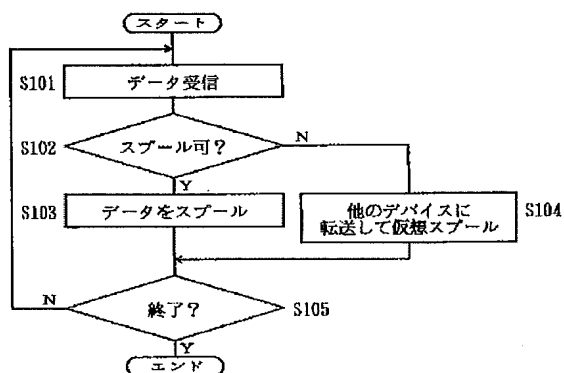 スタート
S101
データ受信
S102
スプール可？
N
Y
S103
データをスプール
他のデバイスに
転送して仮想スプール
S104
N
終了？
S105
Y
エンド